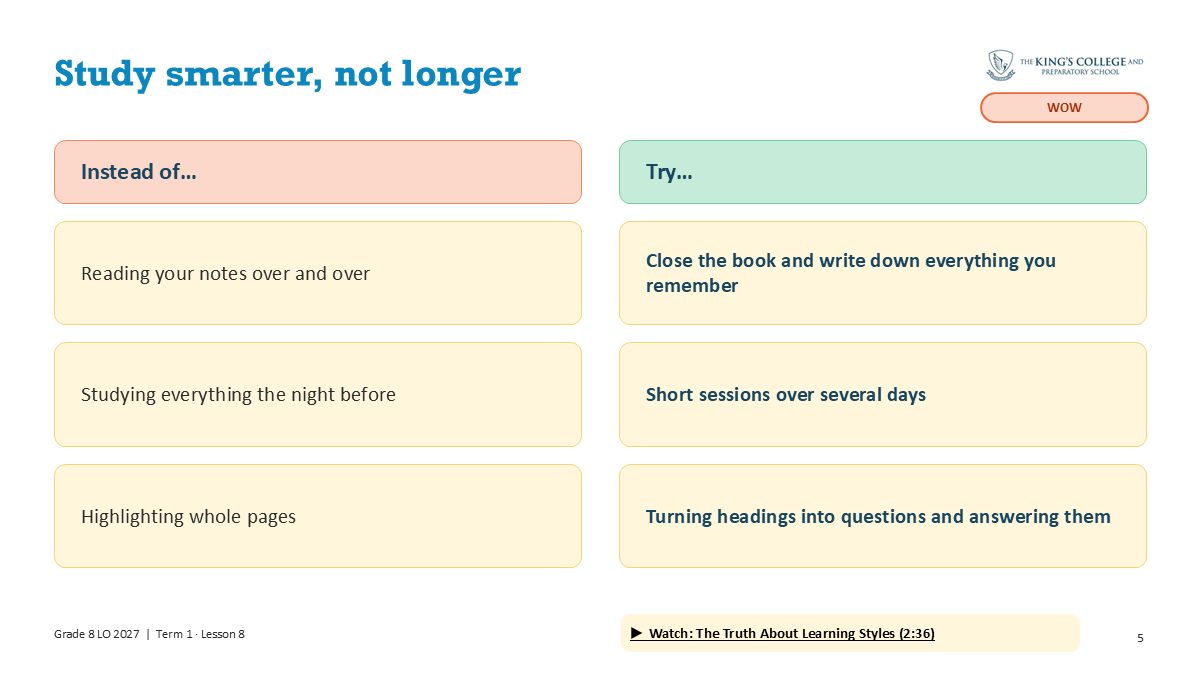 Study smarter, not longer
THE KING'S COLLEGE AND
PREPARATORY SCHOOL
WOW
Instead of...
Try...
Reading your notes over and over
Close the book and write down everything you
remember
Studying everything the night before
Short sessions over several days
Highlighting whole pages
Turning headings into questions and answering them
Grade 8 LO 2027 | Term 1 · Lesson 8
▶ Watch: The Truth About Learning Styles (2:36)
5